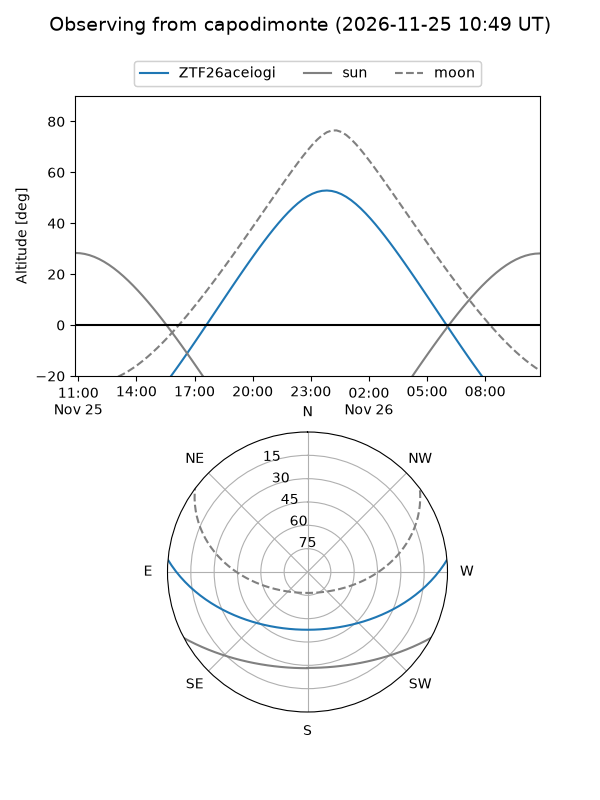 Observing from capodimonte (2026-11-25 10:49 UT)
ZTF26aceiogi sun moon
Altitude [deg]
80
60
40
20
0
−20
11:00 14:00 17:00 20:00 23:00 02:00 05:00 08:00
Nov 25 Nov 26
N
NE NW
15
30
45
60
75
E W
SE SW
S